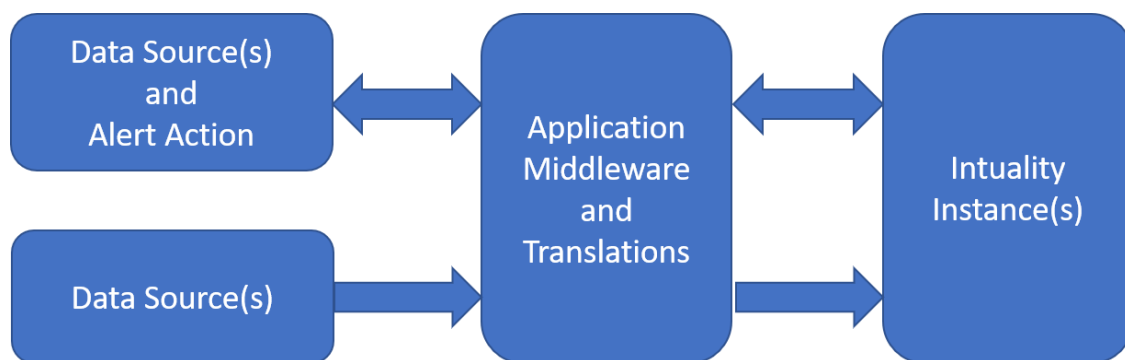 Data Source(s)
and
Alert Action
Data Source(s)
Application
Middleware
and
Translations
Intuality
Instance(s)